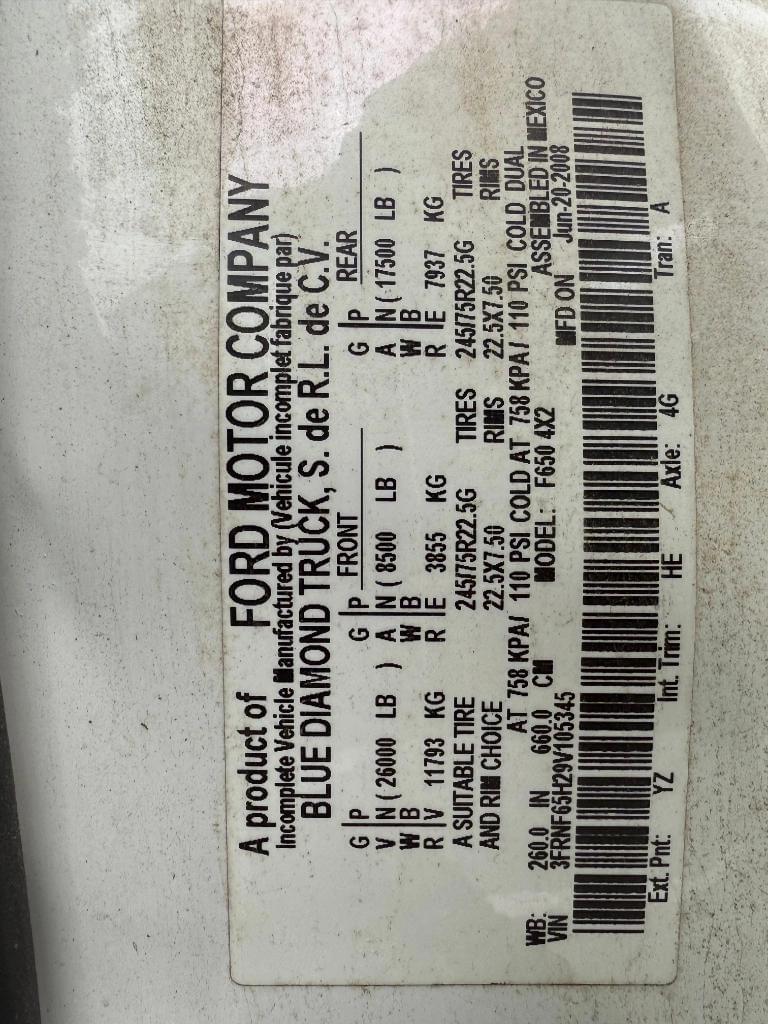 A product of FORD MOTOR COMPANY
Incomplete Vehicle Manufactured by (Vehicule incomplet fabrique par)
BLUE DIAMOND TRUCK, S. de R.L. de C.V.
FRONT REAR
G P G P G P
V N ( 26000 LB ) A N ( 8500 LB ) A N ( 17500 LB )
W B W B W B
R V 11793 KG R E 3855 KG R E 7937 KG
A SUITABLE TIRE 245/75R22.5G TIRES 245/75R22.5G TIRES
AND RIM CHOICE 22.5X7.50 RIMS 22.5X7.50 RIMS
AT 758 KPA/ 110 PSI COLD AT 758 KPA/ 110 PSI COLD DUAL
WB: 260.0 IN 660.0 CM MODEL: F650 4X2 ASSEMBLED IN MEXICO
VIN 3FRNF65H29V105345 MFD ON Jun-20-2008
Ext. Pnt: YZ Int. Trim: HE Axle: 4G Tran: A